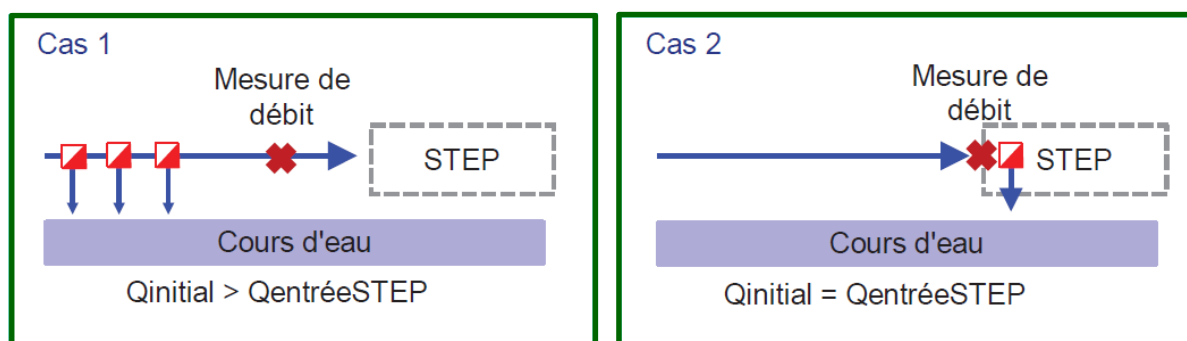 Cas 1
Mesure de
débit
STEP
Cours d'eau
Qinitial > QentréeSTEP
Cas 2
Mesure de
débit
STEP
Cours d'eau
Qinitial = QentréeSTEP